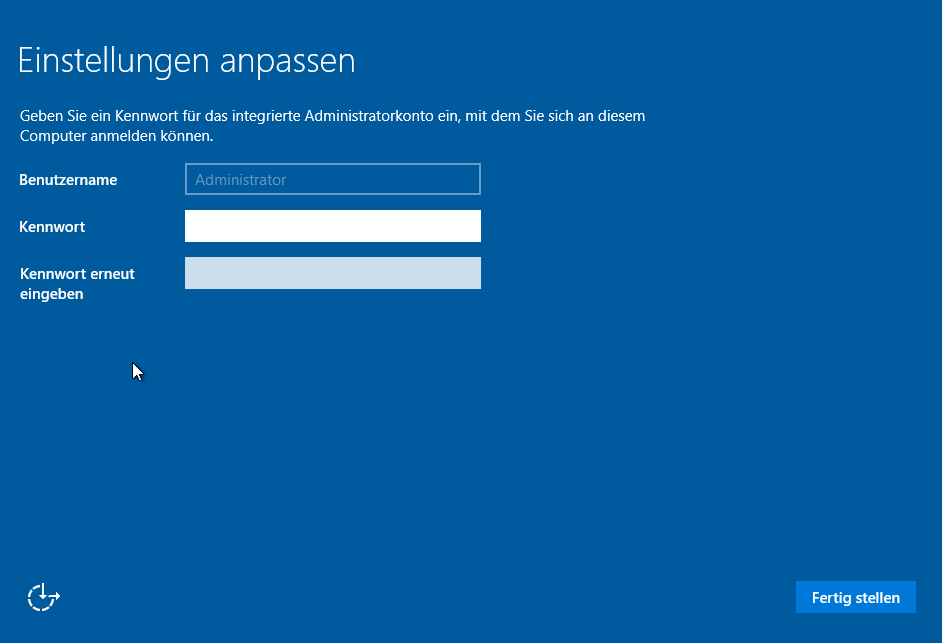 Einstellungen anpassen
Geben Sie ein Kennwort für das integrierte Administratorkonto ein, mit dem Sie sich an diesem
Computer anmelden können.
Benutzername
Administrator
Kennwort
Kennwort erneut
eingeben
Fertig stellen